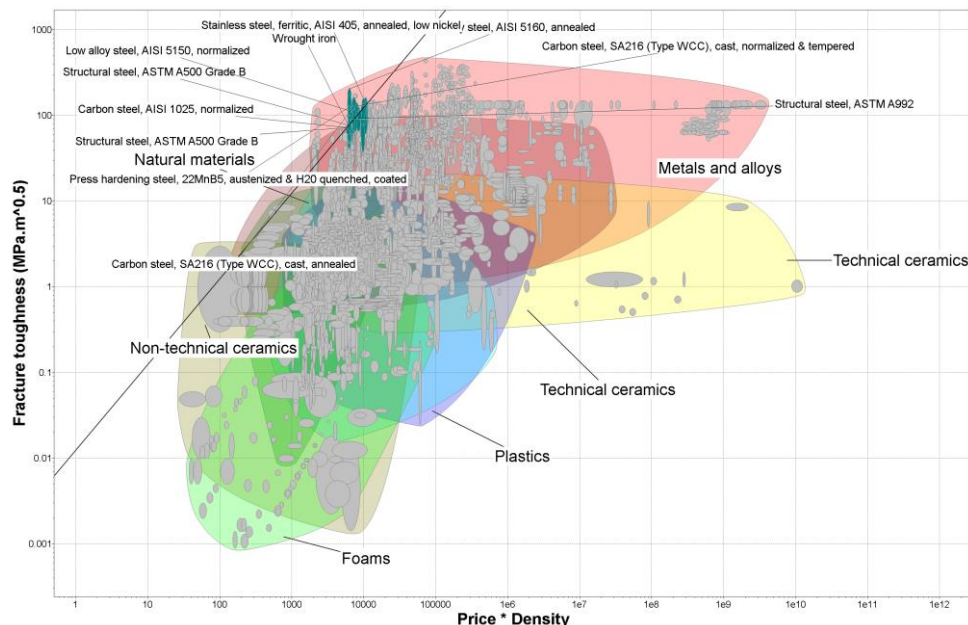 Stainless steel, ferritic, AISI 405, annealed, low nickel
steel, AISI 5160, annealed
Wrought iron
Carbon steel, SA216 (Type WCC), cast, normalized & tempered
Low alloy steel, AISI 5150, normalized
Structural steel, ASTM A500 Grade B
Carbon steel, AISI 1025, normalized
Structural steel, ASTM A992
Structural steel, ASTM A500 Grade B
Natural materials
Metals and alloys
Press hardening steel, 22MnB5, austenized & H20 quenched, coated
Carbon steel, SA216 (Type WCC), cast, annealed
Technical ceramics
Non-technical ceramics
Technical ceramics
Plastics
Foams
Fracture toughness (MPa.m^0.5)
1000
100
10
1
0.1
0.01
0.001
1
10
100
1000
10000
100000
1e6
1e7
1e8
1e9
1e10
1e11
1e12
Price * Density